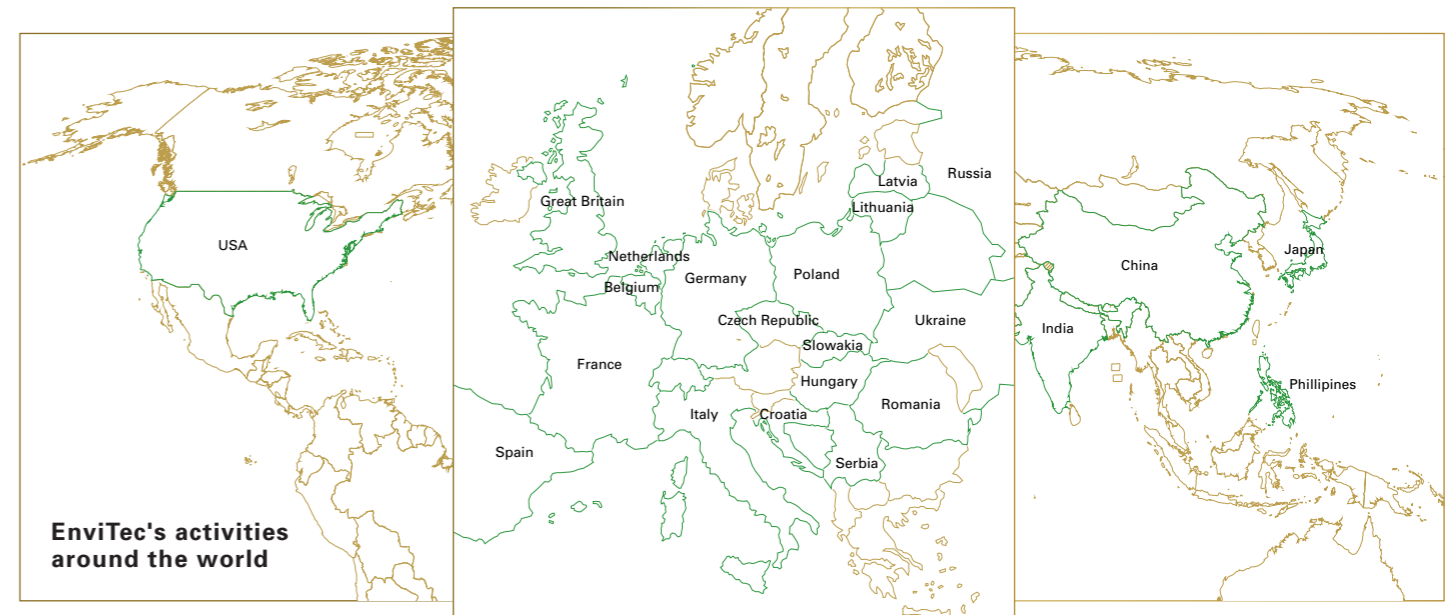 USA
EnviTec's activities
around the world
Great Britain
Netherlands
Belgium
Germany
Poland
Latvia
Lithuania
Russia
Czech Republic
Slowakia
Ukraine
France
Hungary
Italy
Croatia
Romania
Spain
Serbia
China
Japan
India
Phillipines